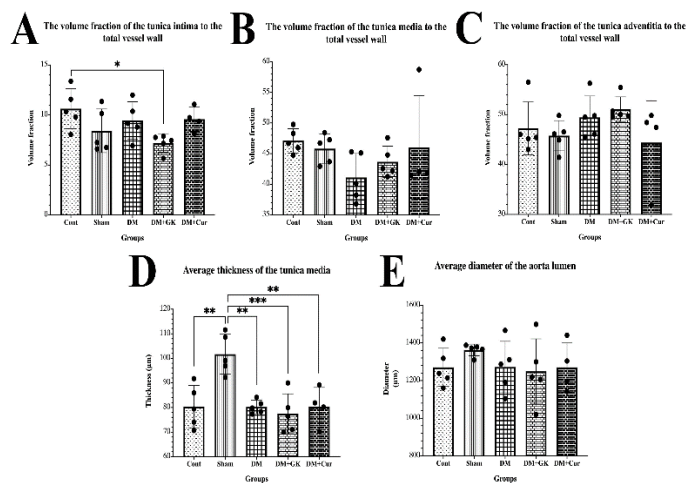 A
The volume fraction of the tunica intima to the
total vessel wall
Volume fraction
15
10
5
0
*
Cont Sham DM DM+GK DM+Cur
Groups
B
The volume fraction of the tunica media to the
total vessel wall
Volume fraction
65
55
45
35
Cont Sham DM DM+GK DM+Cur
Groups
C
The volume fraction of the tunica adventitia to the
total vessel wall
Volume fraction
60
50
40
30
Cont Sham DM DM+GK DM+Cur
Groups
D
Average thickness of the tunica media
Thickness (μm)
120
110
100
90
80
70
60
**
***
** **
Cont Sham DM DM+GK DM+Cur
Groups
E
Average diameter of the aorta lumen
Diameter
(μm)
1600
1400
1200
1000
800
Cont Sham DM DM+GK DM+Cur
Groups